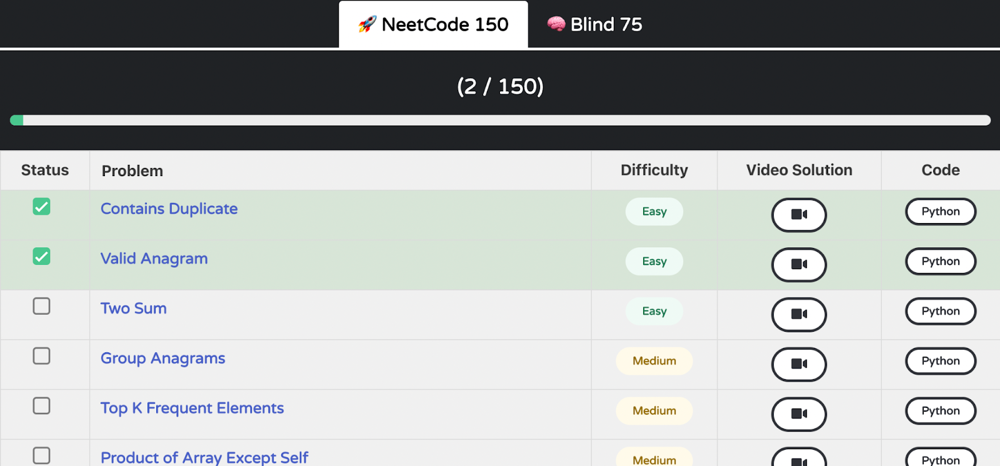 🚀 NeetCode 150 🧠 Blind 75
(2 / 150)
Status Problem Difficulty Video Solution Code
Contains Duplicate Easy Python
Valid Anagram Easy Python
Two Sum Easy Python
Group Anagrams Medium Python
Top K Frequent Elements Medium Python
Product of Array Except Self Medium Python